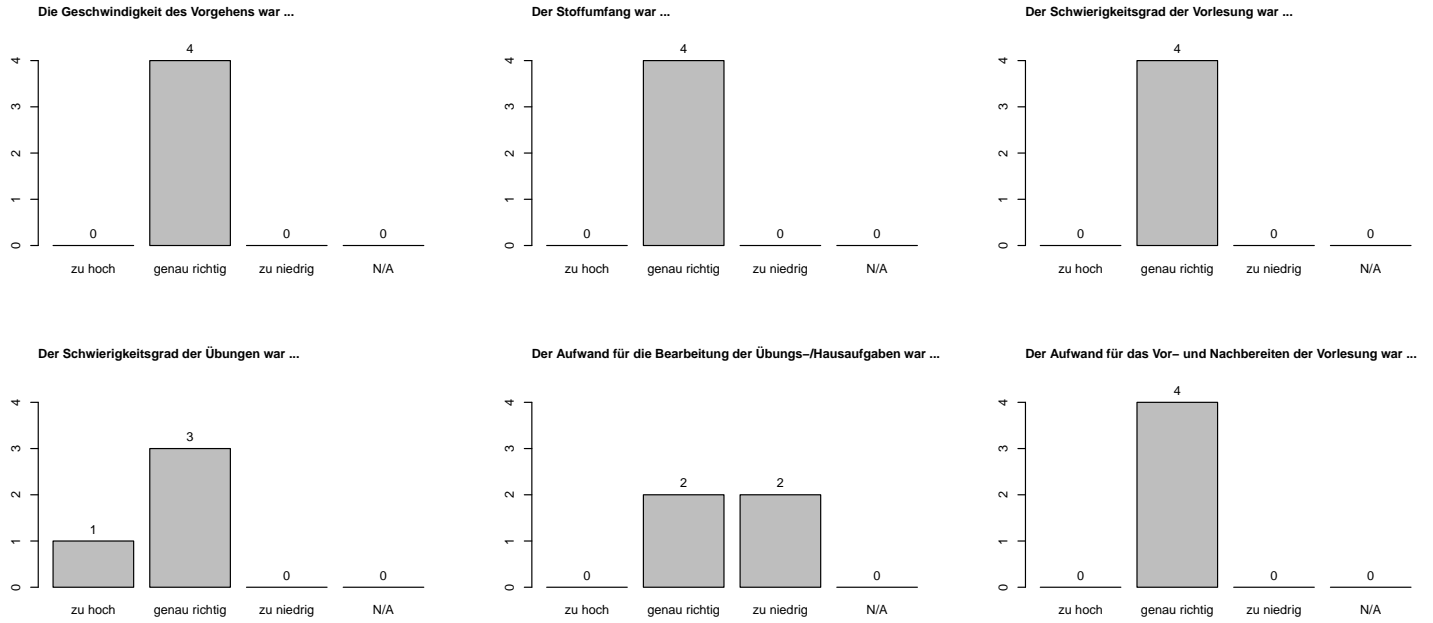 Die Geschwindigkeit des Vorgehens war ...
4
0
0
0
0
1
2
3
4
zu hoch
genau richtig
zu niedrig
N/A
Der Stoffumfang war ...
4
0
0
0
0
1
2
3
4
zu hoch
genau richtig
zu niedrig
N/A
Der Schwierigkeitsgrad der Vorlesung war ...
4
0
0
0
0
1
2
3
4
zu hoch
genau richtig
zu niedrig
N/A
Der Schwierigkeitsgrad der Übungen war ...
1
3
0
0
0
1
2
3
4
zu hoch
genau richtig
zu niedrig
N/A
Der Aufwand für die Bearbeitung der Übungs−/Hausaufgaben war ...
0
2
2
0
0
1
2
3
4
zu hoch
genau richtig
zu niedrig
N/A
Der Aufwand für das Vor− und Nachbereiten der Vorlesung war ...
4
0
0
0
0
1
2
3
4
zu hoch
genau richtig
zu niedrig
N/A